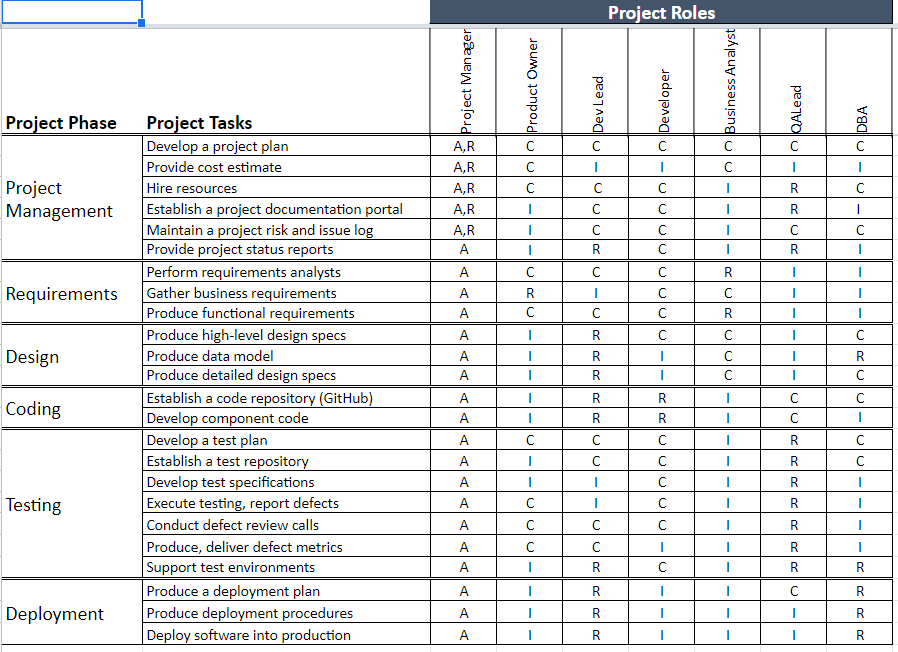 Project Roles
Project Phase Project Tasks Project Manager Product Owner Dev Lead Developer Business Analyst QALead DBA
Project Management
Develop a project plan A,R C C C C C C
Provide cost estimate A,R C I I C I I
Hire resources A,R C C C I R C
Establish a project documentation portal A,R I C C I R I
Maintain a project risk and issue log A,R I C C I C C
Provide project status reports A I R C I R I
Requirements
Perform requirements analysts A C C C R I I
Gather business requirements A R I C C I I
Produce functional requirements A C C C R I I
Design
Produce high-level design specs A I R C C I C
Produce data model A I R I C I R
Produce detailed design specs A I R I C I C
Coding
Establish a code repository (GitHub) A I R R I C C
Develop component code A I R R I C I
Testing
Develop a test plan A C C C I R C
Establish a test repository A I C C I R C
Develop test specifications A I I C I R I
Execute testing, report defects A C I C I R I
Conduct defect review calls A C C C I R I
Produce, deliver defect metrics A C C I I R I
Support test environments A I R C I R R
Deployment
Produce a deployment plan A I R I I C R
Produce deployment procedures A I R I I I R
Deploy software into production A I R I I I R